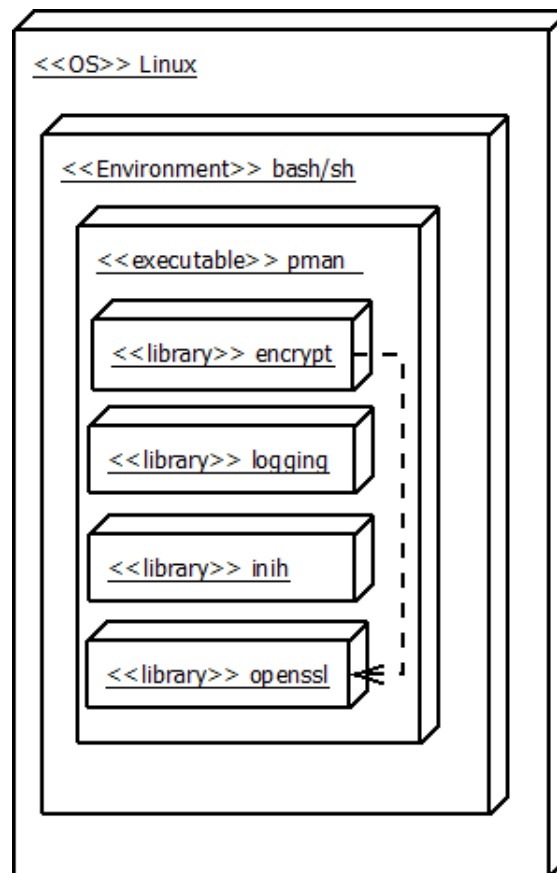 <<OS>> Linux
<<Environment>> bash/sh
<<executable>> pman
<<library>> encrypt
<<library>> logging
<<library>> inih
<<library>> openssl